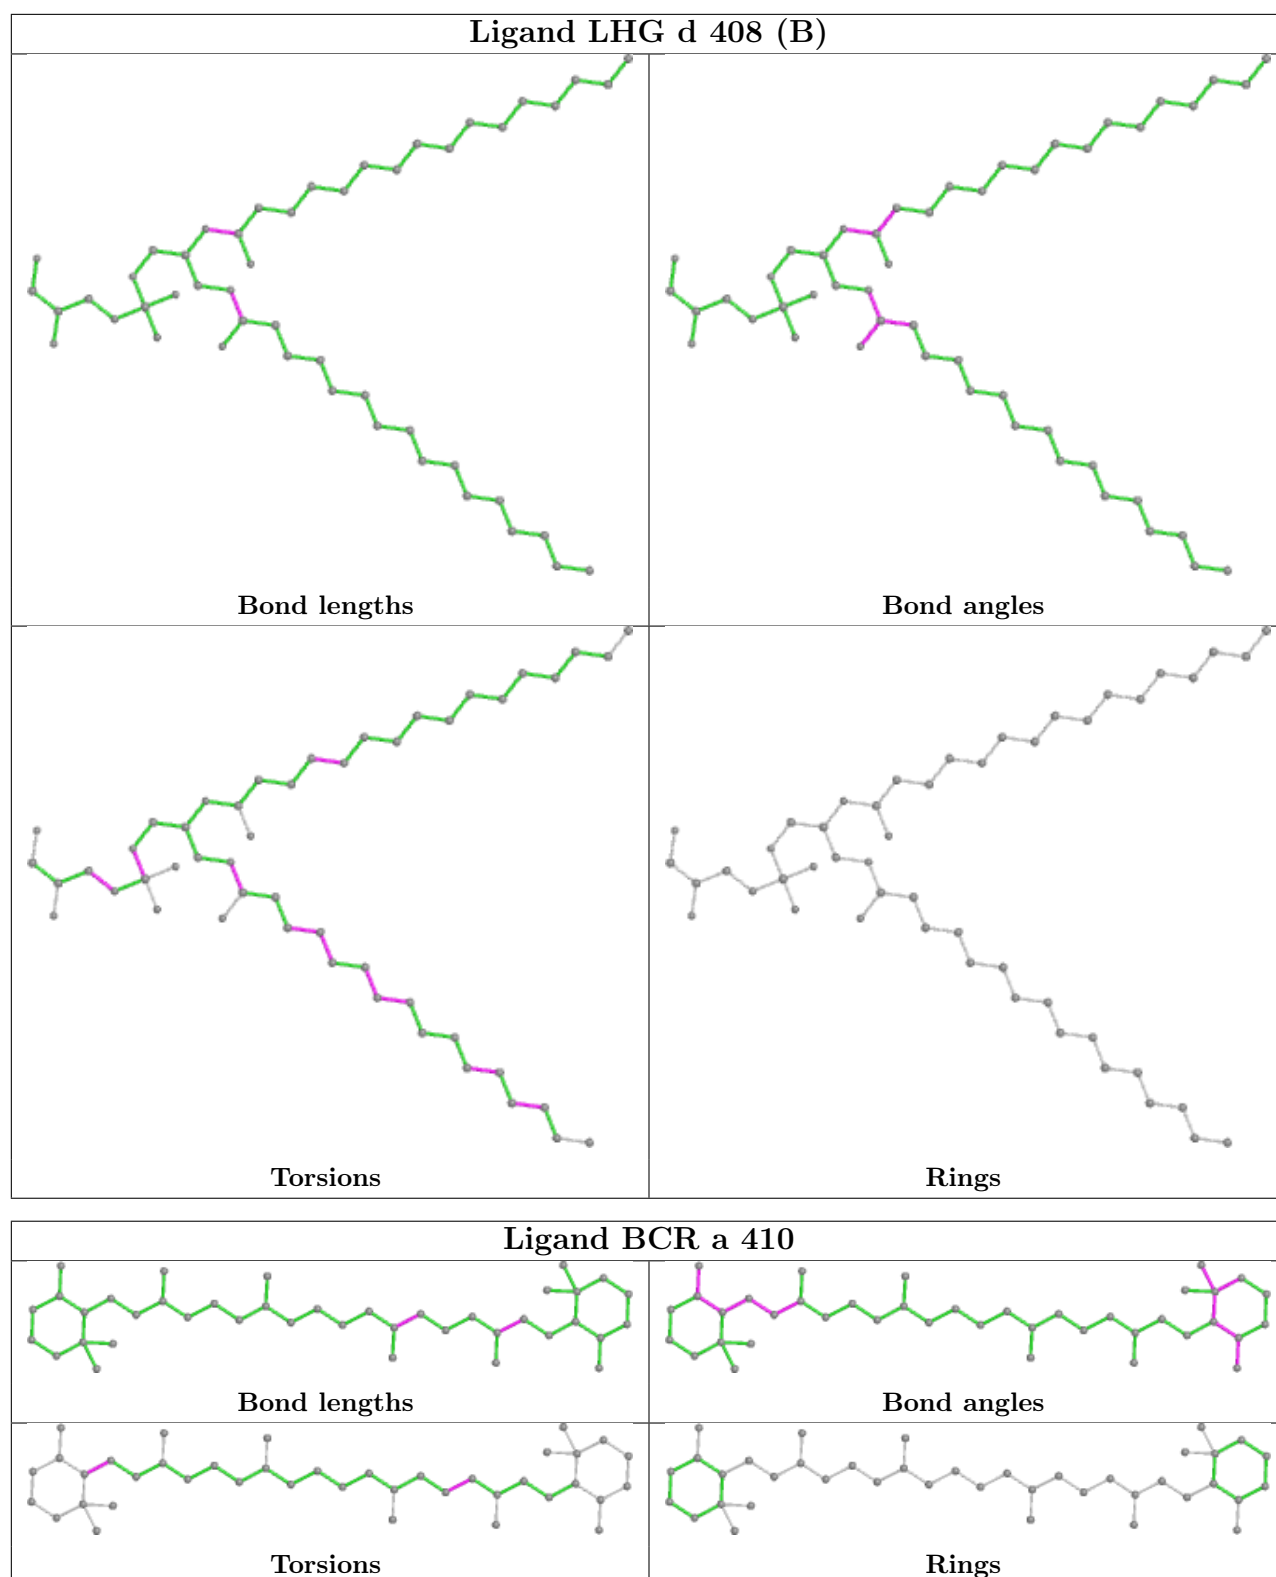 Ligand LHG d 408 (B)
Bond lengths
Bond angles
Torsions
Rings
Ligand BCR a 410
Bond lengths
Bond angles
Torsions
Rings